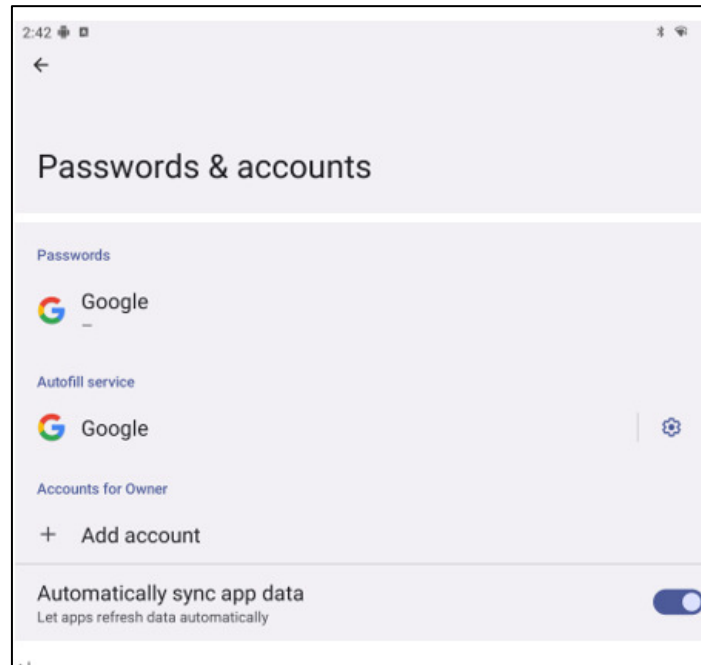 2:42
Passwords & accounts
Passwords
Google
–
Autofill service
Google
Accounts for Owner
+ Add account
Automatically sync app data
Let apps refresh data automatically